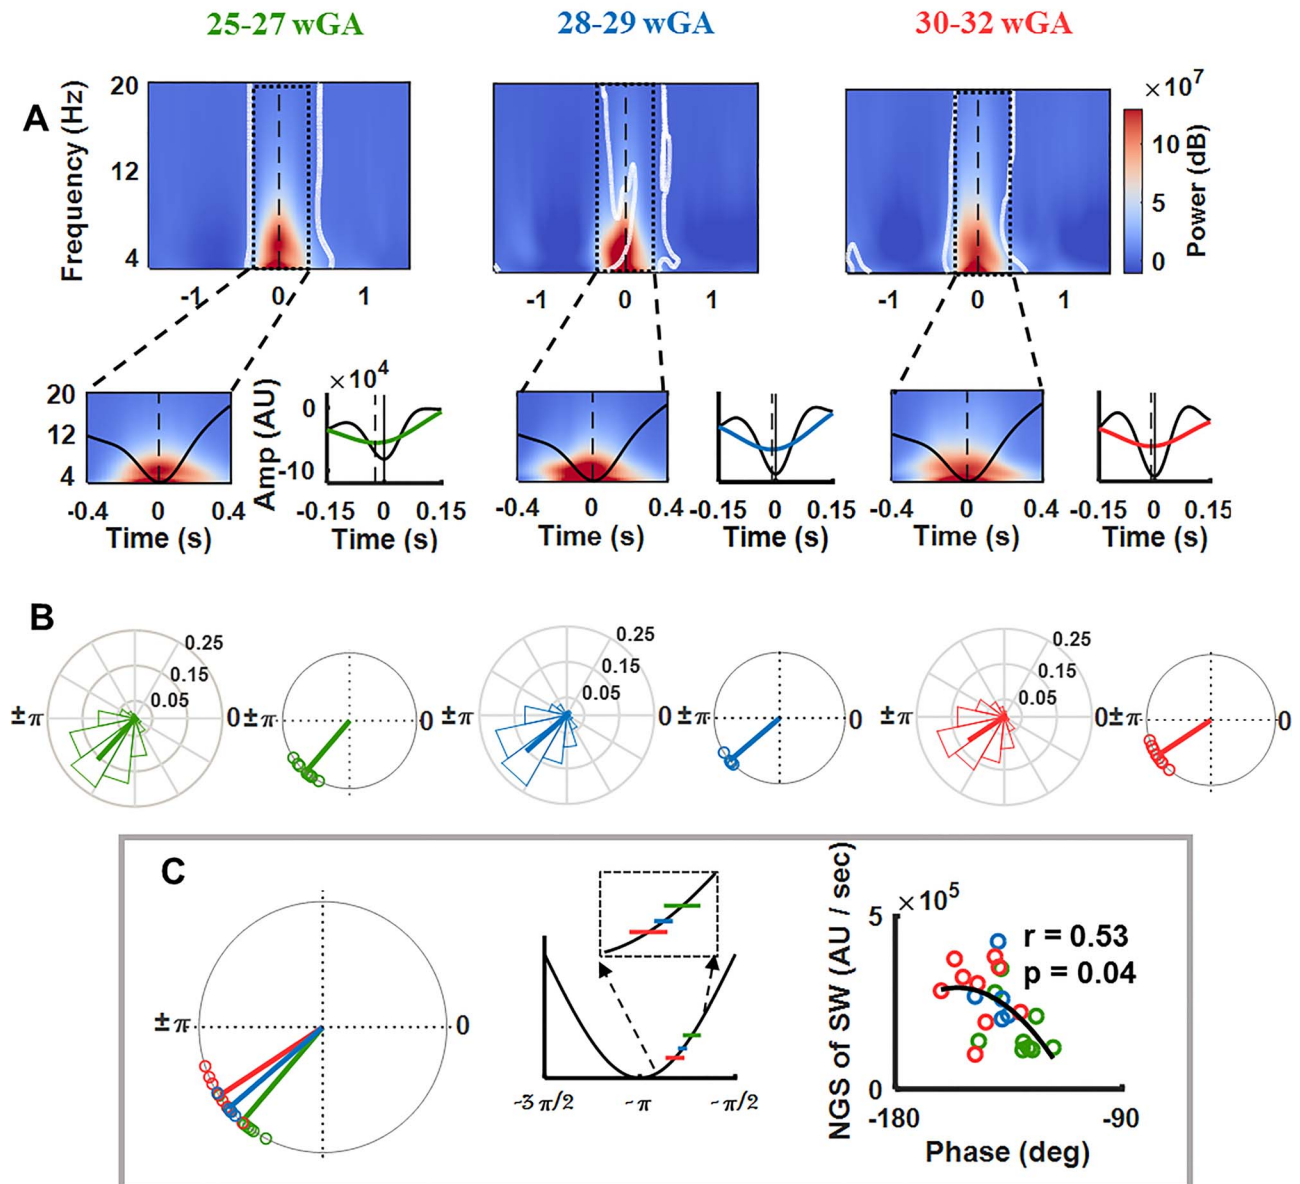 25-27 wGA 28-29 wGA 30-32 wGA
A
Frequency (Hz)
20
12
4
-1 0 1
-1 0 1
-1 0 1
×10⁷
10
5
0
Power (dB)
20
12
4
-0.4 0 0.4
Time (s)
Amp (AU)
×10⁴
0
-10
-0.15 0 0.15
Time (s)
-0.4 0 0.4
Time (s)
-0.15 0 0.15
Time (s)
-0.4 0 0.4
Time (s)
-0.15 0 0.15
Time (s)
B
0.25
0.15
0.05
±π 0
±π 0
0.25
0.15
0.05
±π 0
±π 0
0.25
0.15
0.05
±π 0
±π 0
C
±π 0
-3 π/2 -π -π/2
NGS of SW (AU / sec)
×10⁵
5
0
r = 0.53
p = 0.04
-180 -90
Phase (deg)